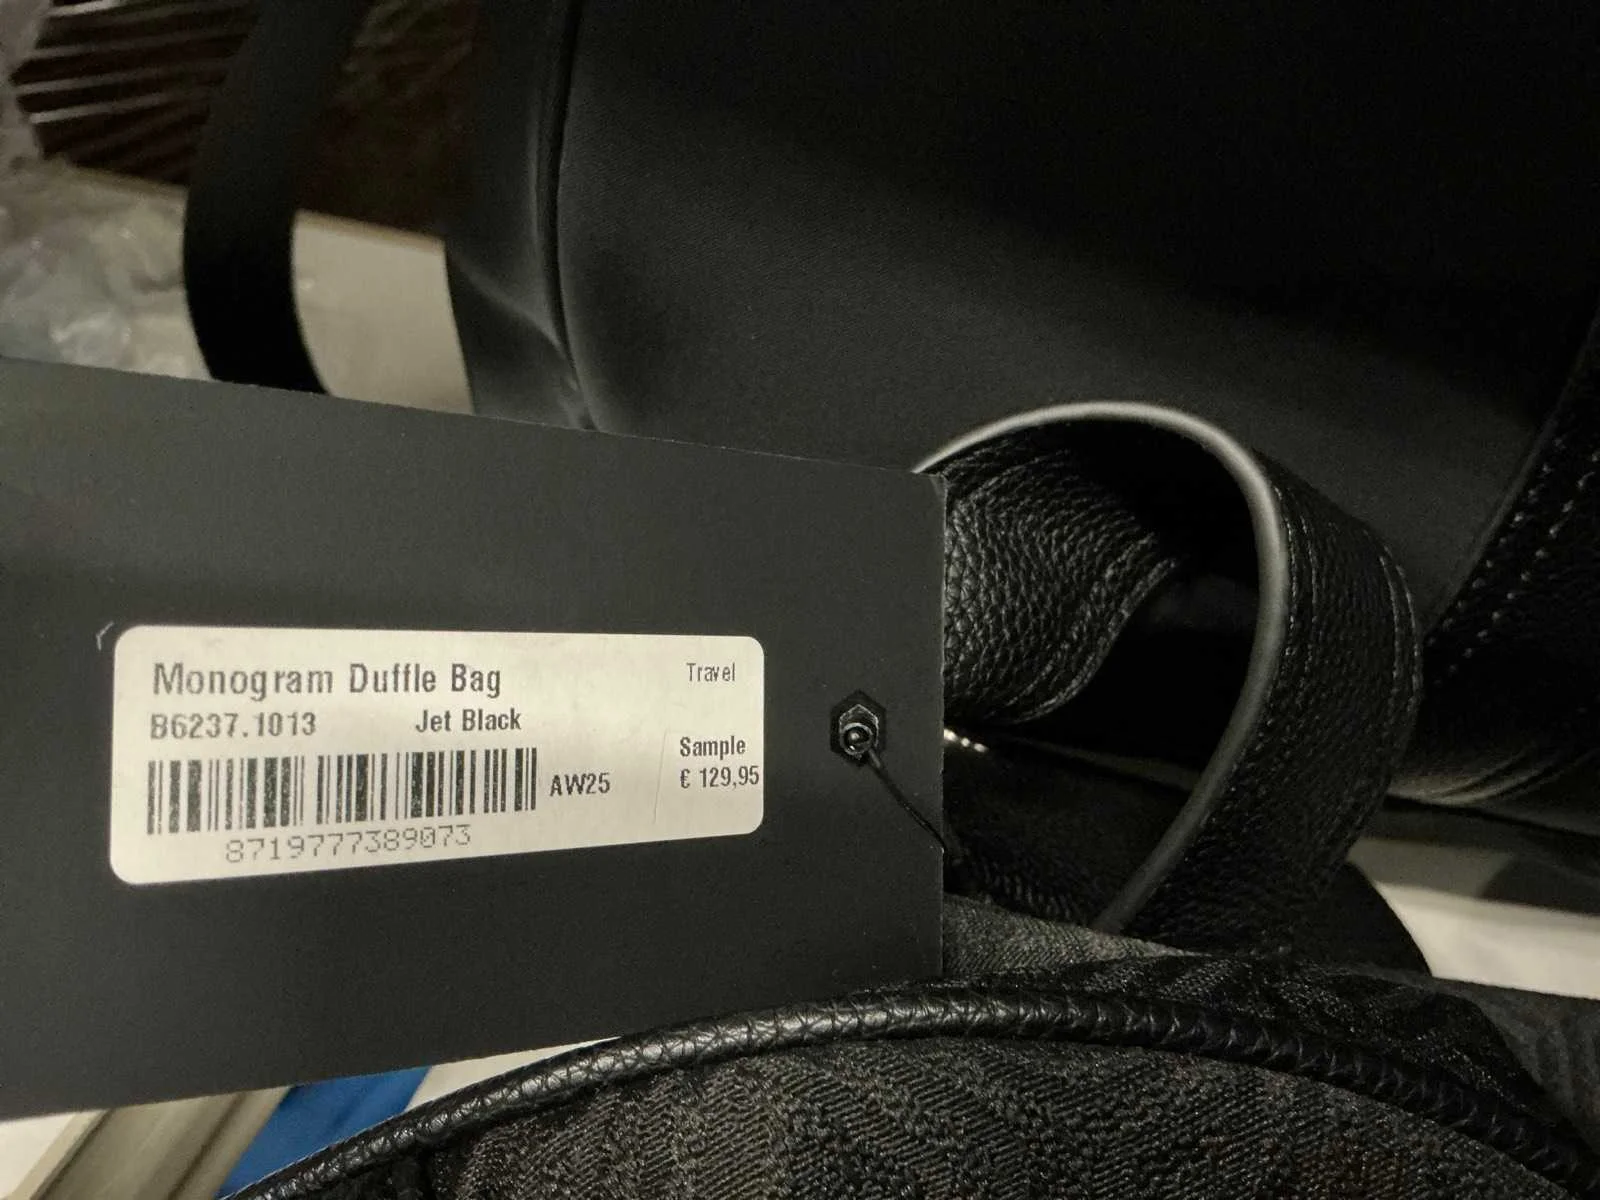 Monogram Duffle Bag
Travel
B6237.1013 Jet Black
Sample
AW25
€ 129,95
8719777389073